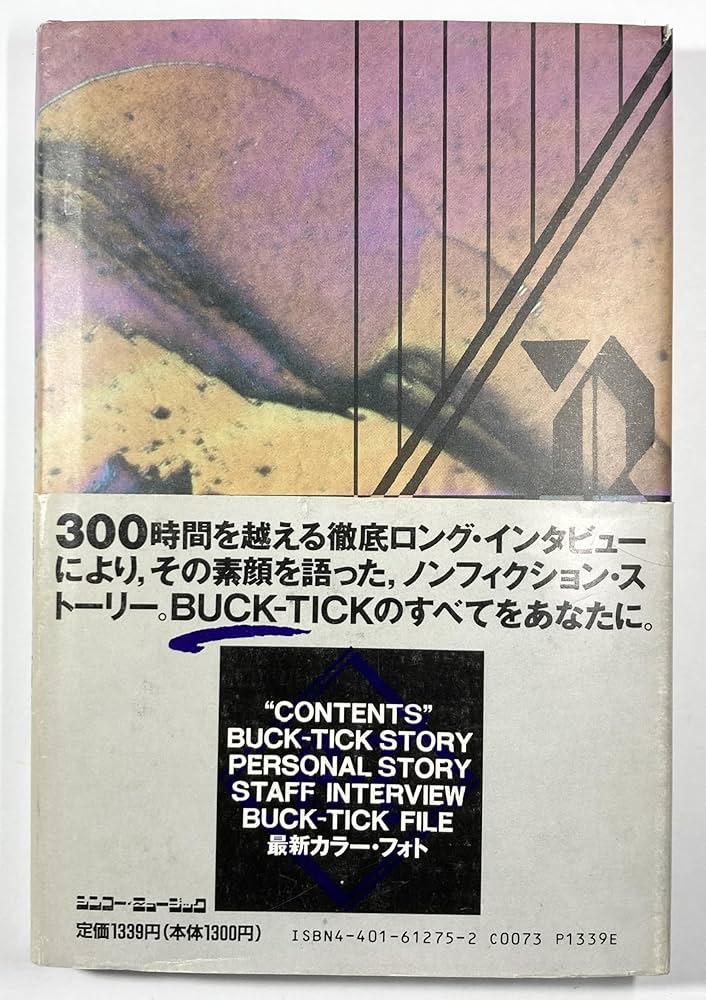 300時間を越える徹底ロング・インタビュー
により,その素顔を語った,ノンフィクション・ス
トーリー。BUCK-TICKのすべてをあなたに。
“CONTENTS”
BUCK-TICK STORY
PERSONAL STORY
STAFF INTERVIEW
BUCK-TICK FILE
最新カラー・フォト
シンコー・ミュージック
定価1339円(本体1300円)
ISBN4-401-61275-2 C0073 P1339E